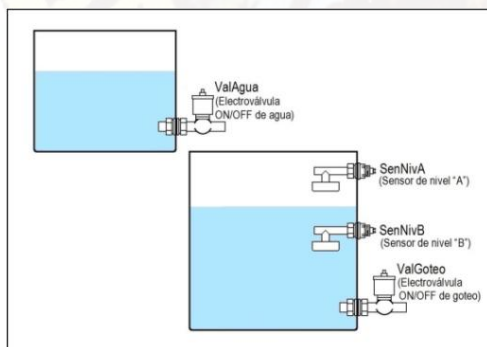 ValAgua
(Electroválvula
ON/OFF de agua)
SenNivA
(Sensor de nivel "A")
SenNivB
(Sensor de nivel "B")
ValGoteo
(Electroválvula
ON/OFF de goteo)